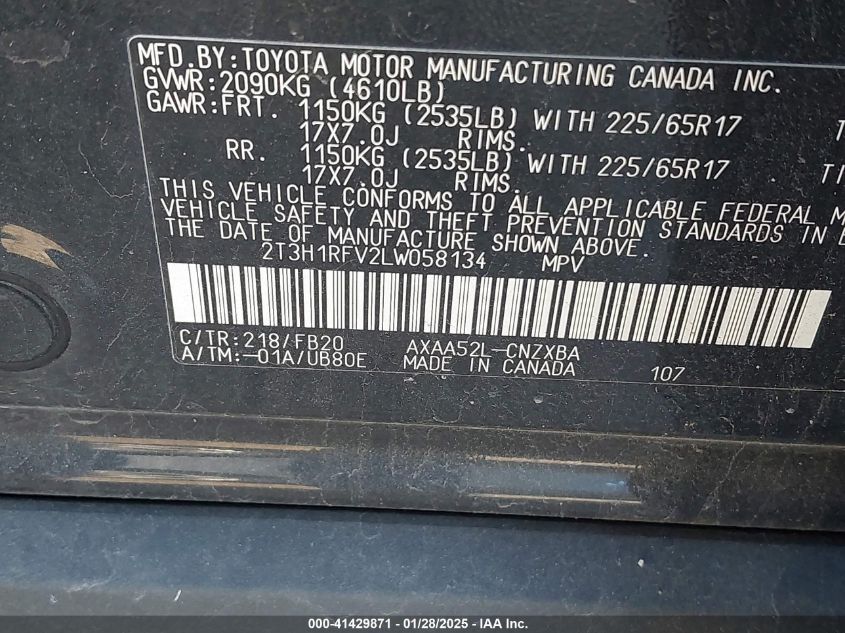 MFD.BY:TOYOTA MOTOR MANUFACTURING CANADA INC.
GVWR:2090KG (4610LB)
GAWR:FRT. 1150KG (2535LB) WITH 225/65R17
17X7.0J RIMS.
RR. 1150KG (2535LB) WITH 225/65R17
17X7.0J RIMS.
THIS VEHICLE CONFORMS TO ALL APPLICABLE FEDERAL M
VEHICLE SAFETY AND THEFT PREVENTION STANDARDS IN E
THE DATE OF MANUFACTURE SHOWN ABOVE.
2T3H1RFV2LW058134 MPV
C/TR:218/FB20 AXAA52L-CNZXBA
A/TM:-01A/UB80E MADE IN CANADA 107
000-41429871 | 01/28/2025 | IAA Inc.